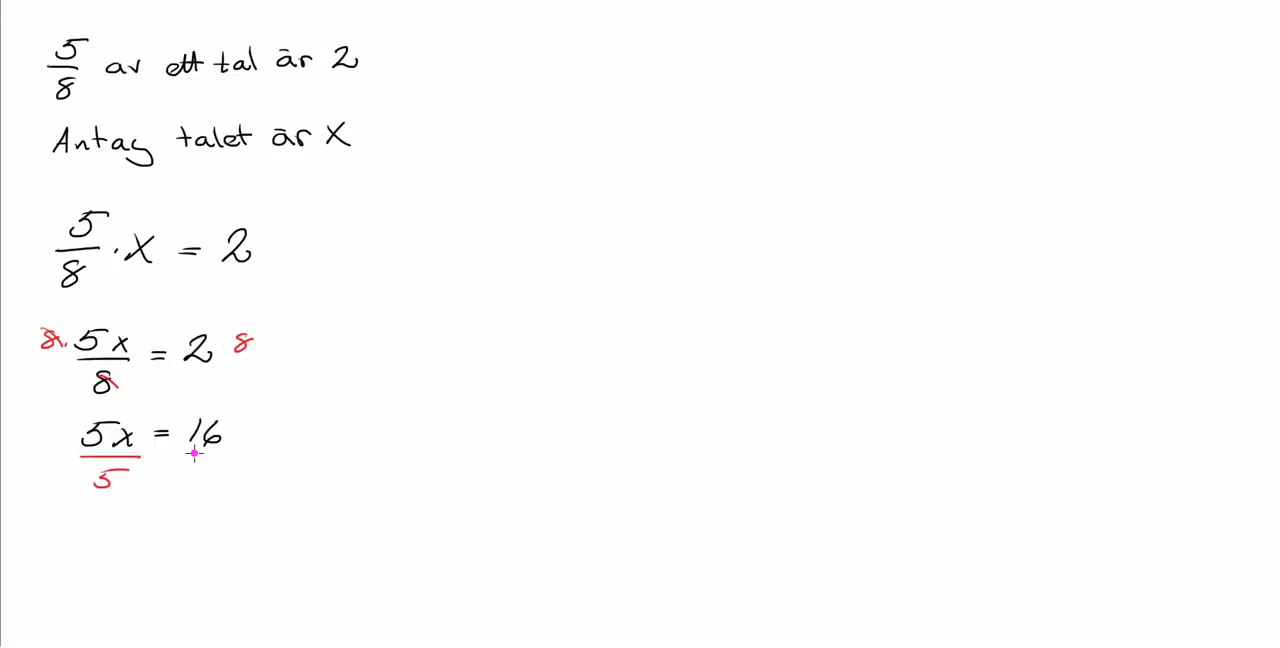 5/8 av ett tal är 2
Antag talet är X
5/8 · X = 2
8 · 5x/8 = 2 · 8
5x/5 = 16